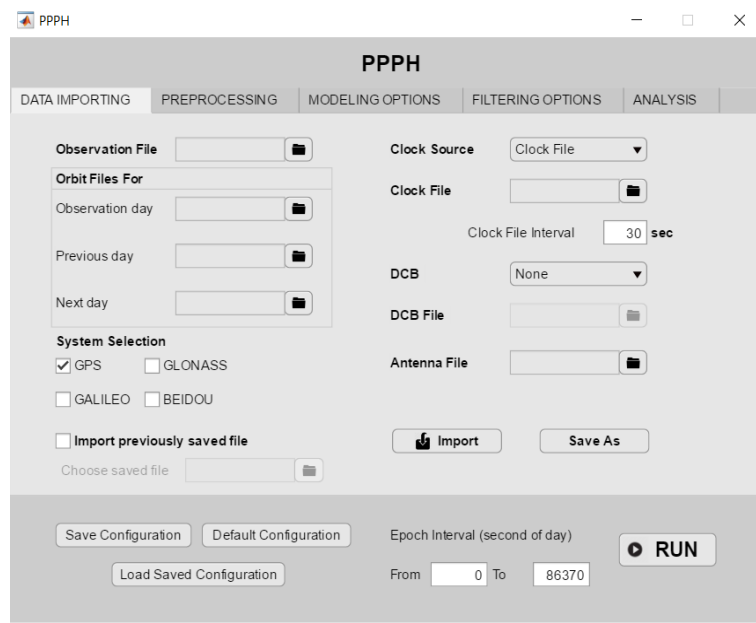 PPPH
PPPH
DATA IMPORTING PREPROCESSING MODELING OPTIONS FILTERING OPTIONS ANALYSIS
Observation File
Orbit Files For
Observation day
Previous day
Next day
System Selection
GPS GLONASS
GALILEO BEIDOU
Import previously saved file
Choose saved file
Clock Source Clock File
Clock File
Clock File Interval 30 sec
DCB None
DCB File
Antenna File
Import Save As
Save Configuration Default Configuration
Load Saved Configuration
Epoch Interval (second of day)
From 0 To 86370
RUN